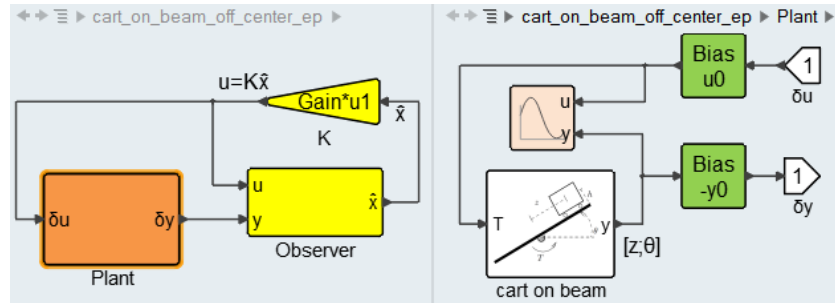 cart_on_beam_off_center_ep
u=Kx̂
Gain*u1
K
x̂
u
y
x̂
Observer
δu
δy
Plant
cart_on_beam_off_center_ep Plant
Bias
u0
1
δu
u
y
Bias
-y0
1
δy
T
y
[z;θ]
cart on beam